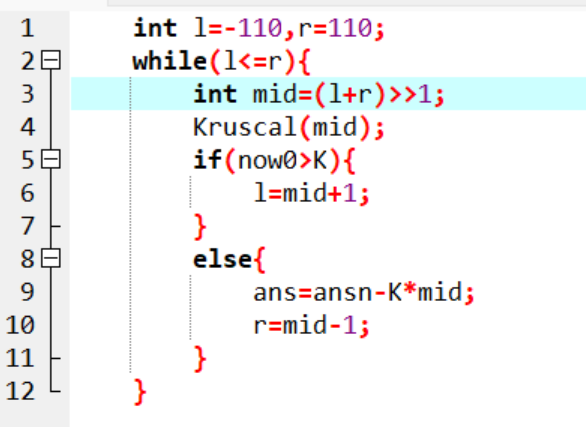 1 int l=-110,r=110;
2 while(l<=r){
3 int mid=(l+r)>>1;
4 Kruscal(mid);
5 if(now0>K){
6 l=mid+1;
7 }
8 else{
9 ans=ansn-K*mid;
10 r=mid-1;
11 }
12 }